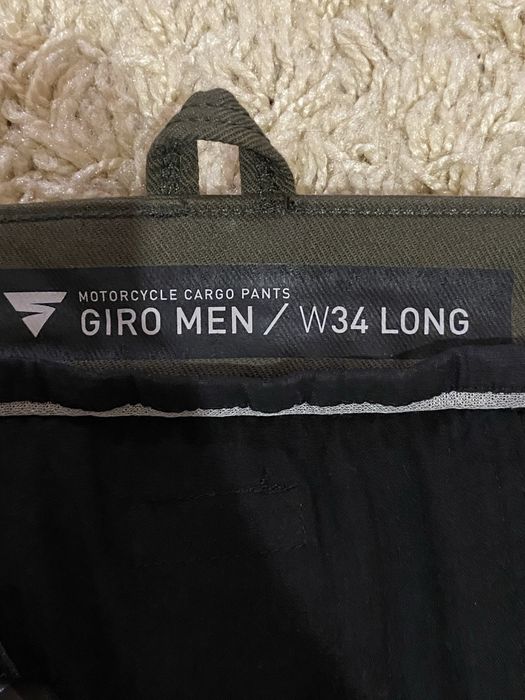 MOTORCYCLE CARGO PANTS
GIRO MEN / W34 LONG